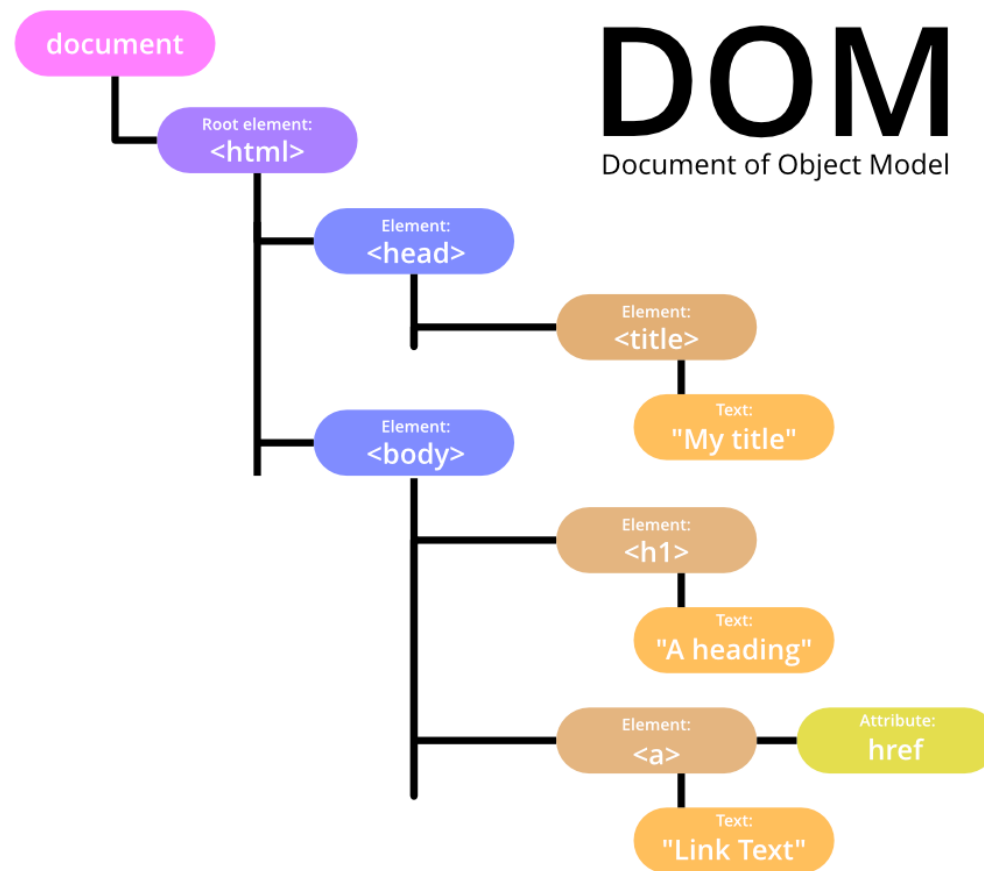 document
DOM
Document of Object Model
Root element:
<html>
Element:
<head>
Element:
<title>
Text:
"My title"
Element:
<body>
Element:
<h1>
Text:
"A heading"
Element:
<a>
Attribute:
href
Text:
"Link Text"